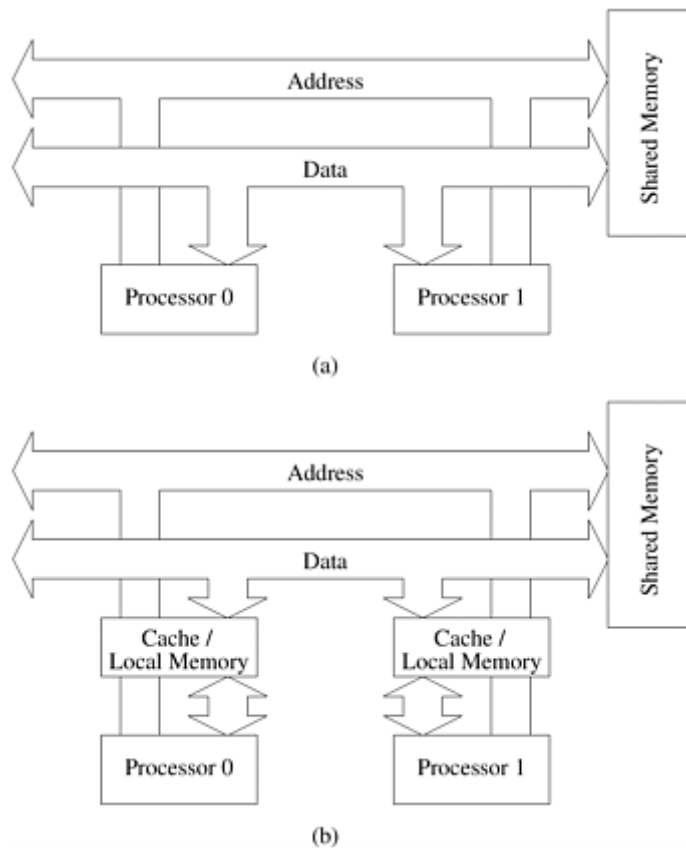 Address
Shared Memory
Data
Processor 0
Processor 1
(a)
Address
Shared Memory
Data
Cache /
Local Memory
Cache /
Local Memory
Processor 0
Processor 1
(b)